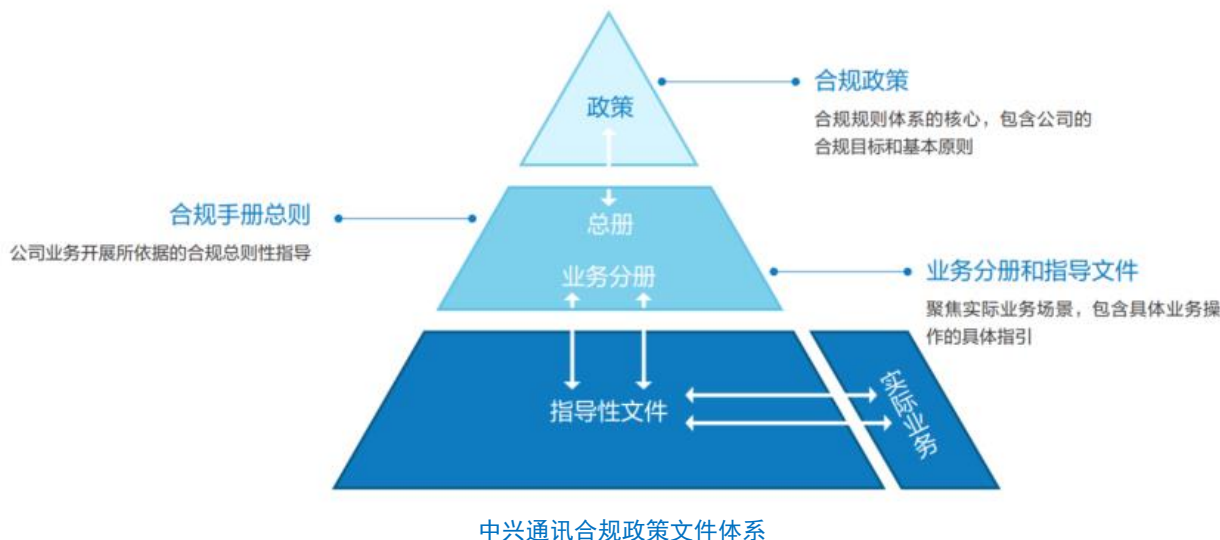 政策
合规政策
合规规则体系的核心，包含公司的
合规目标和基本原则
合规手册总则
公司业务开展所依据的合规总则性指导
总册
业务分册
业务分册和指导文件
聚焦实际业务场景，包含具体业务操
作的具体指引
指导性文件
实际业务
中兴通讯合规政策文件体系